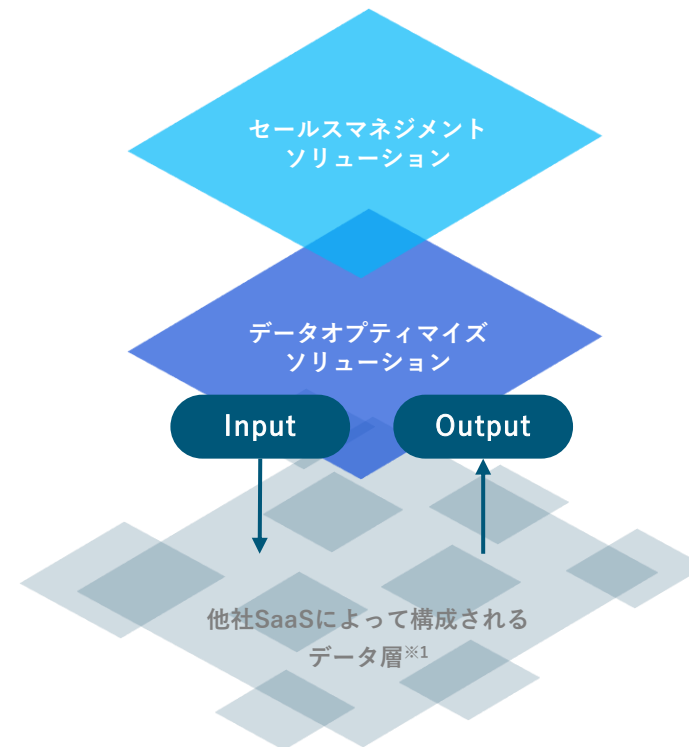 セールスマネジメント
ソリューション
データオプティマイズ
ソリューション
Input
Output
他社SaaSによって構成される
データ層※1